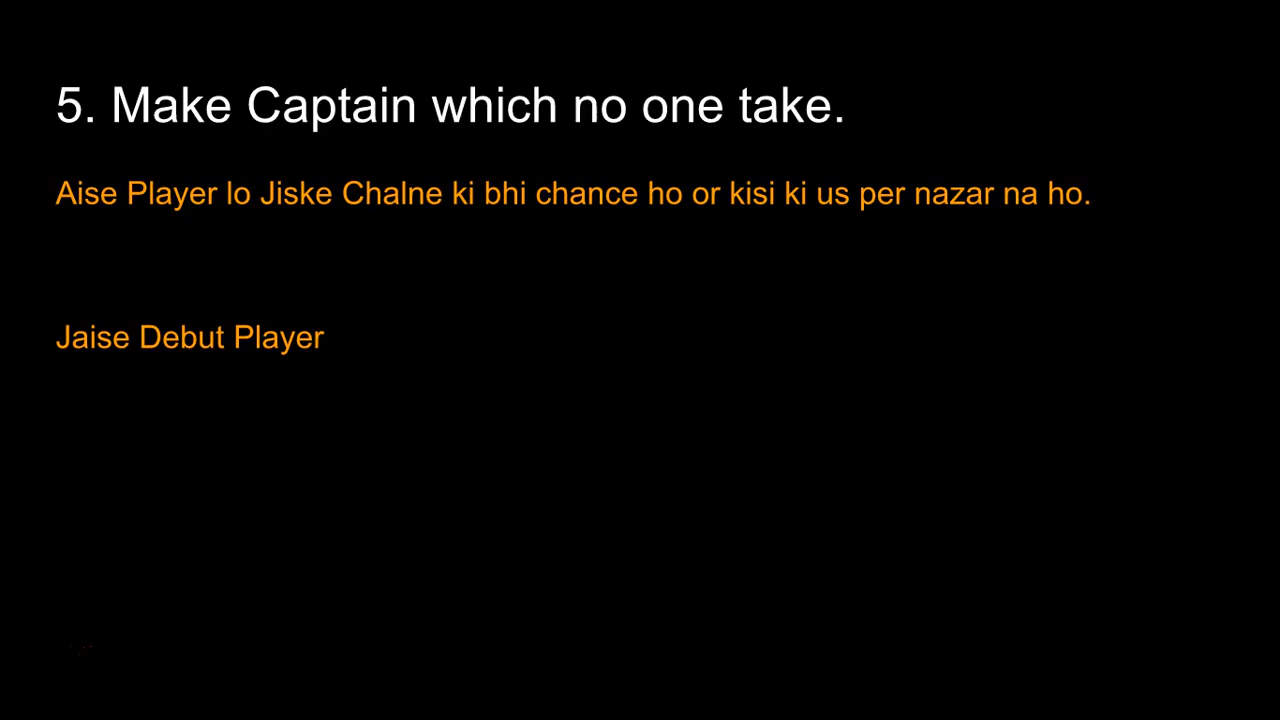 5. Make Captain which no one take.
Aise Player lo Jiske Chalne ki bhi chance ho or kisi ki us per nazar na ho.
Jaise Debut Player